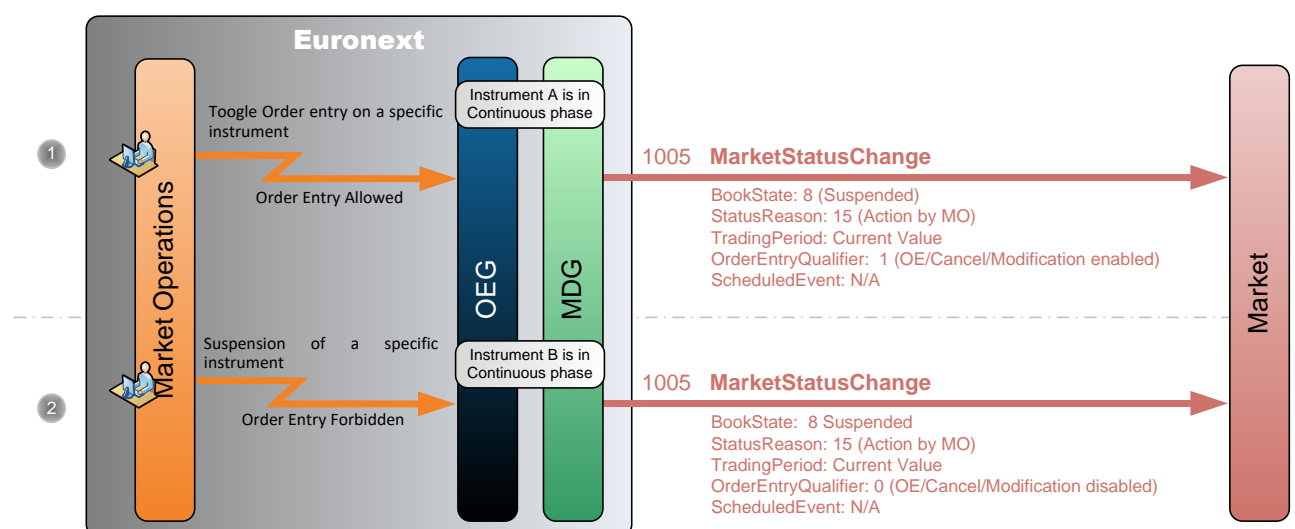 Euronext
Market Operations
OEG
MDG
Market
Instrument A is in
Continuous phase
1
Toogle Order entry on a specific
instrument
Order Entry Allowed
1005 MarketStatusChange
BookState: 8 (Suspended)
StatusReason: 15 (Action by MO)
TradingPeriod: Current Value
OrderEntryQualifier: 1 (OE/Cancel/Modification enabled)
ScheduledEvent: N/A
Instrument B is in
Continuous phase
2
Suspension of a specific
instrument
Order Entry Forbidden
1005 MarketStatusChange
BookState: 8 Suspended
StatusReason: 15 (Action by MO)
TradingPeriod: Current Value
OrderEntryQualifier: 0 (OE/Cancel/Modification disabled)
ScheduledEvent: N/A